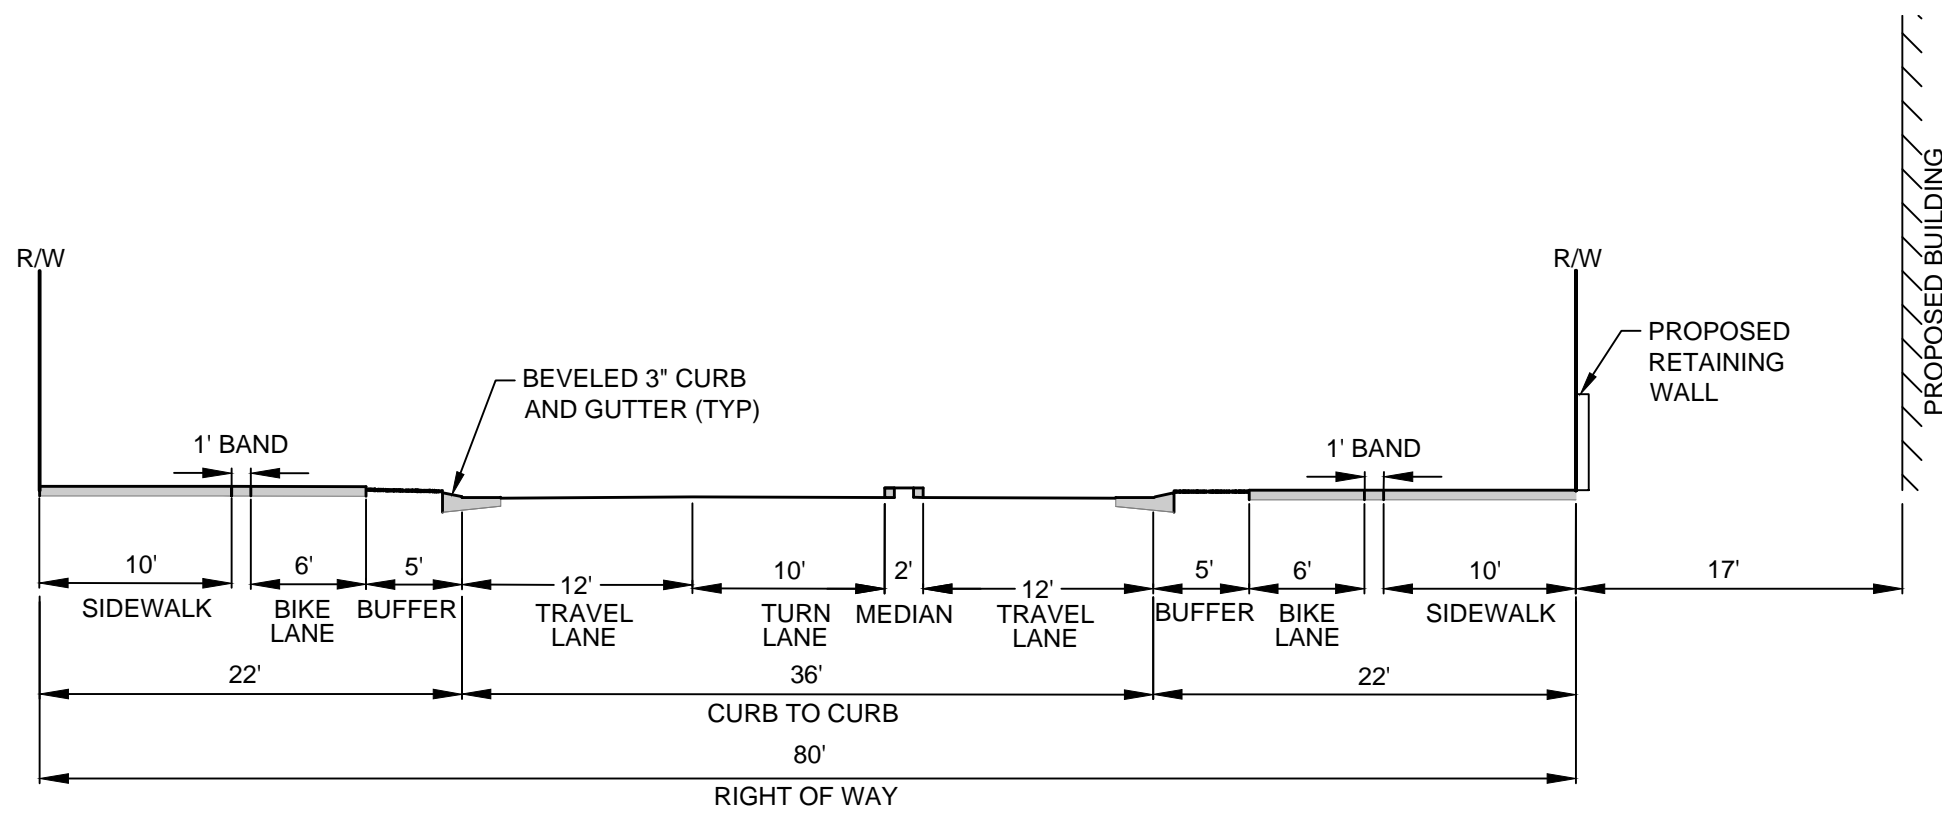 R/W
R/W
PROPOSED BUILDING
PROPOSED
RETAINING
WALL
BEVELED 3" CURB
AND GUTTER (TYP)
1' BAND
1' BAND
10'
6'
5'
12'
10'
2'
12'
5'
6'
10'
17'
SIDEWALK
BIKE
LANE
BUFFER
TRAVEL
LANE
TURN
LANE
MEDIAN
TRAVEL
LANE
BUFFER
BIKE
LANE
SIDEWALK
22'
36'
22'
CURB TO CURB
80'
RIGHT OF WAY